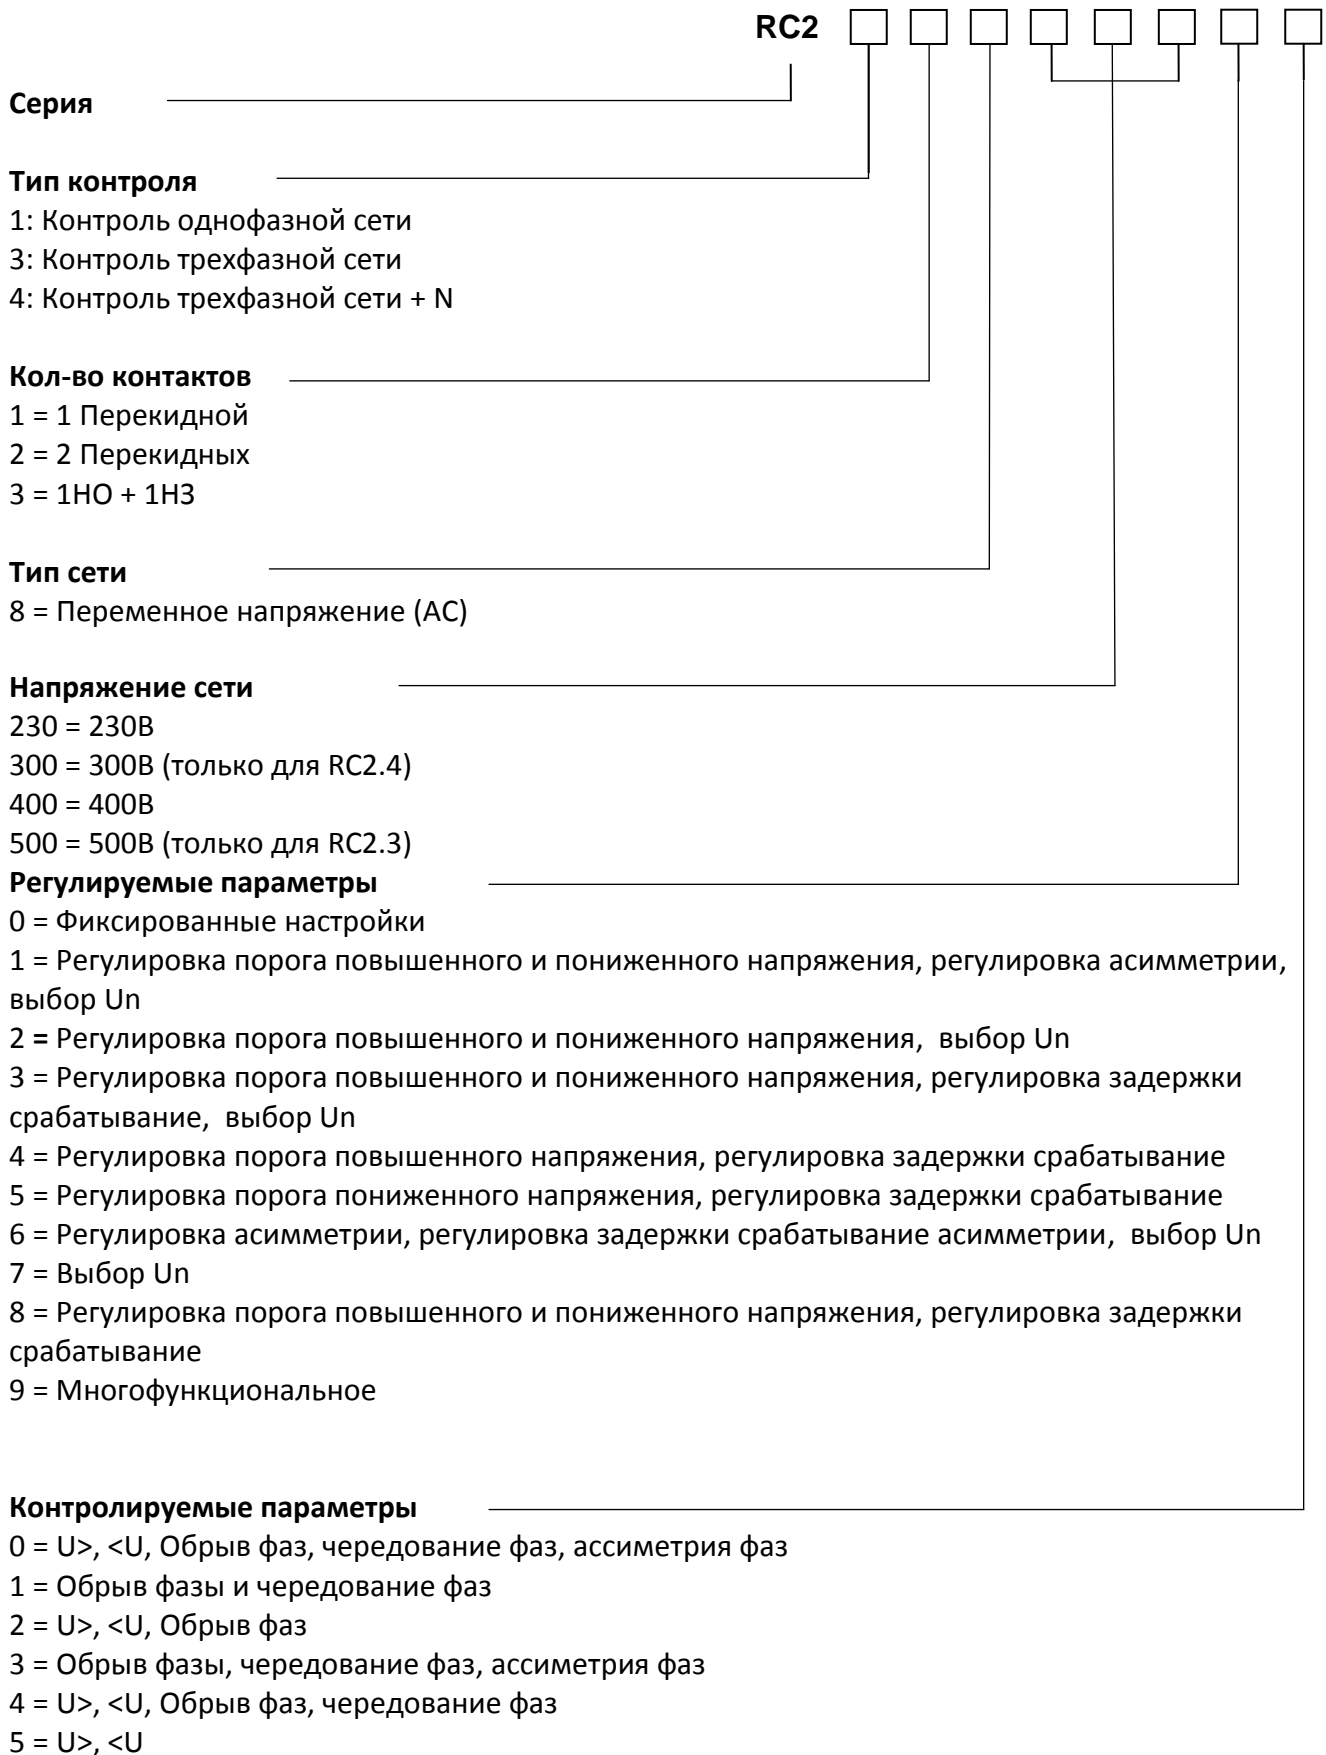 RC2
Серия
Тип контроля
1: Контроль однофазной сети
3: Контроль трехфазной сети
4: Контроль трехфазной сети + N
Кол-во контактов
1 = 1 Перекидной
2 = 2 Перекидных
3 = 1НО + 1НЗ
Тип сети
8 = Переменное напряжение (АС)
Напряжение сети
230 = 230В
300 = 300В (только для RC2.4)
400 = 400В
500 = 500В (только для RC2.3)
Регулируемые параметры
0 = Фиксированные настройки
1 = Регулировка порога повышенного и пониженного напряжения, регулировка асимметрии,
выбор Un
2 = Регулировка порога повышенного и пониженного напряжения, выбор Un
3 = Регулировка порога повышенного и пониженного напряжения, регулировка задержки
срабатывание, выбор Un
4 = Регулировка порога повышенного напряжения, регулировка задержки срабатывание
5 = Регулировка порога пониженного напряжения, регулировка задержки срабатывание
6 = Регулировка асимметрии, регулировка задержки срабатывание асимметрии, выбор Un
7 = Выбор Un
8 = Регулировка порога повышенного и пониженного напряжения, регулировка задержки
срабатывание
9 = Многофункциональное
Контролируемые параметры
0 = U>, <U, Обрыв фаз, чередование фаз, ассиметрия фаз
1 = Обрыв фазы и чередование фаз
2 = U>, <U, Обрыв фаз
3 = Обрыв фазы, чередование фаз, ассиметрия фаз
4 = U>, <U, Обрыв фаз, чередование фаз
5 = U>, <U